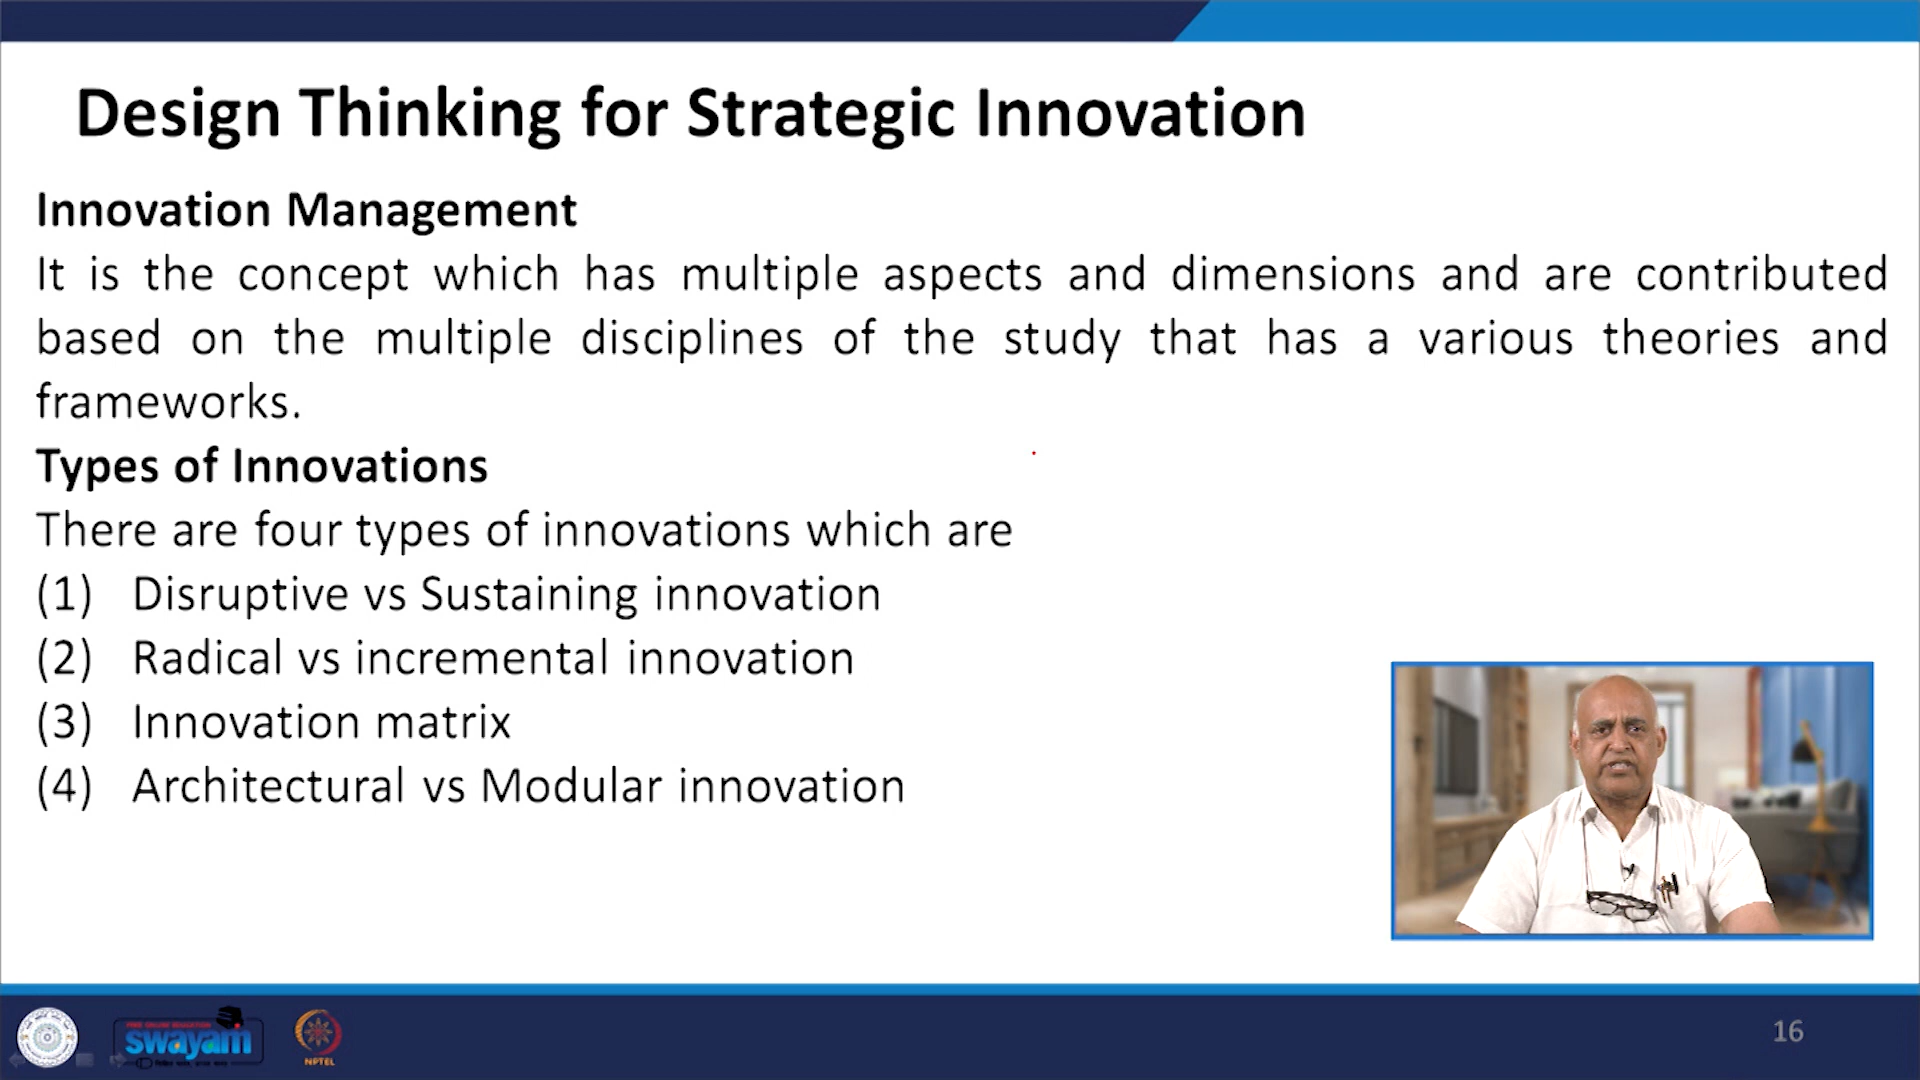 Design Thinking for Strategic Innovation
Innovation Management
It is the concept which has multiple aspects and dimensions and are contributed
based on the multiple disciplines of the study that has a various theories and
frameworks.
Types of Innovations
There are four types of innovations which are
(1) Disruptive vs Sustaining innovation
(2) Radical vs incremental innovation
(3) Innovation matrix
(4) Architectural vs Modular innovation
FREE ONLINE EDUCATION
swayam
NPTEL
16